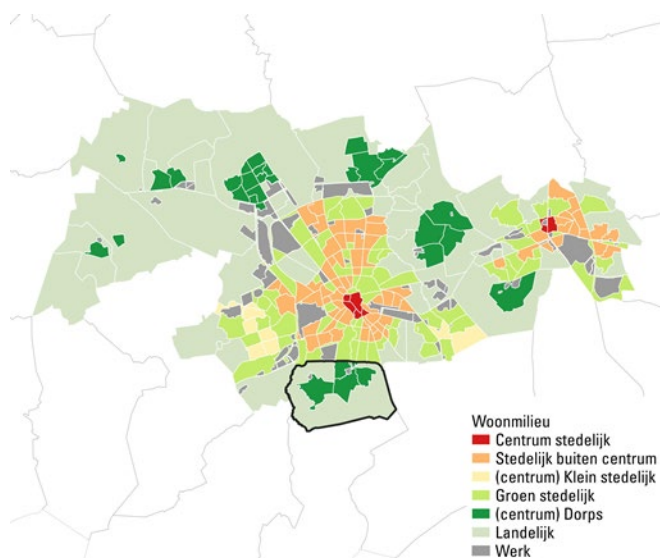 Woonmilieu
Centrum stedelijk
Stedelijk buiten centrum
(centrum) Klein stedelijk
Groen stedelijk
(centrum) Dorps
Landelijk
Werk